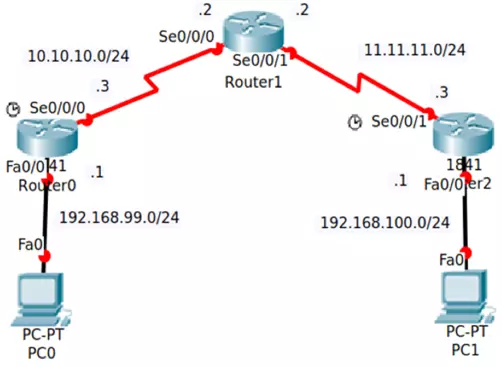 .2
.2
Se0/0/0
10.10.10.0/24
11.11.11.0/24
Se0/0/1
Router1
.3
.3
Se0/0/0
Se0/0/1
Fa0/0 41
1841
Router0
.1
.1
Fa0/0 er2
192.168.99.0/24
192.168.100.0/24
Fa0
Fa0
PC-PT
PC0
PC-PT
PC1